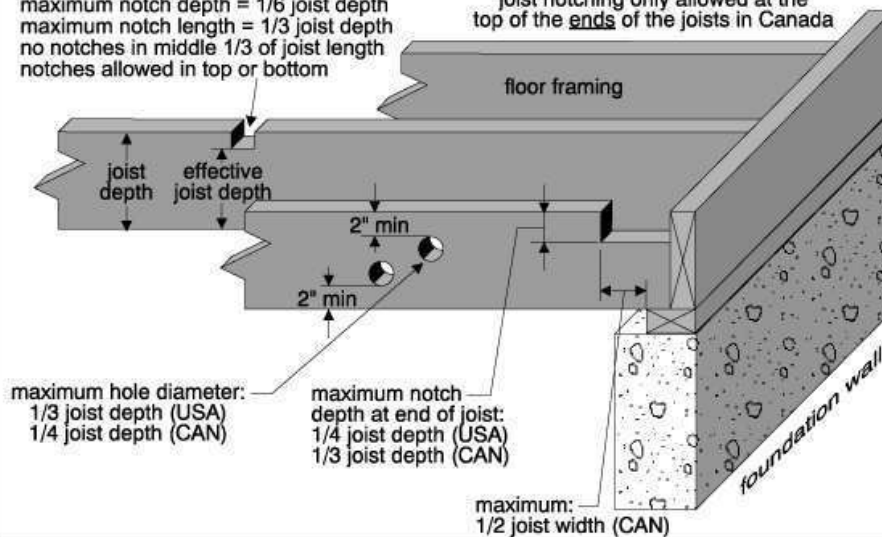 maximum notch depth = 1/6 joist depth
maximum notch length = 1/3 joist depth
no notches in middle 1/3 of joist length
notches allowed in top or bottom
joist notching only allowed at the
top of the ends of the joists in Canada
floor framing
joist
depth
effective
joist depth
2" min
2" min
maximum hole diameter:
1/3 joist depth (USA)
1/4 joist depth (CAN)
maximum notch
depth at end of joist:
1/4 joist depth (USA)
1/3 joist depth (CAN)
maximum:
1/2 joist width (CAN)
foundation wall